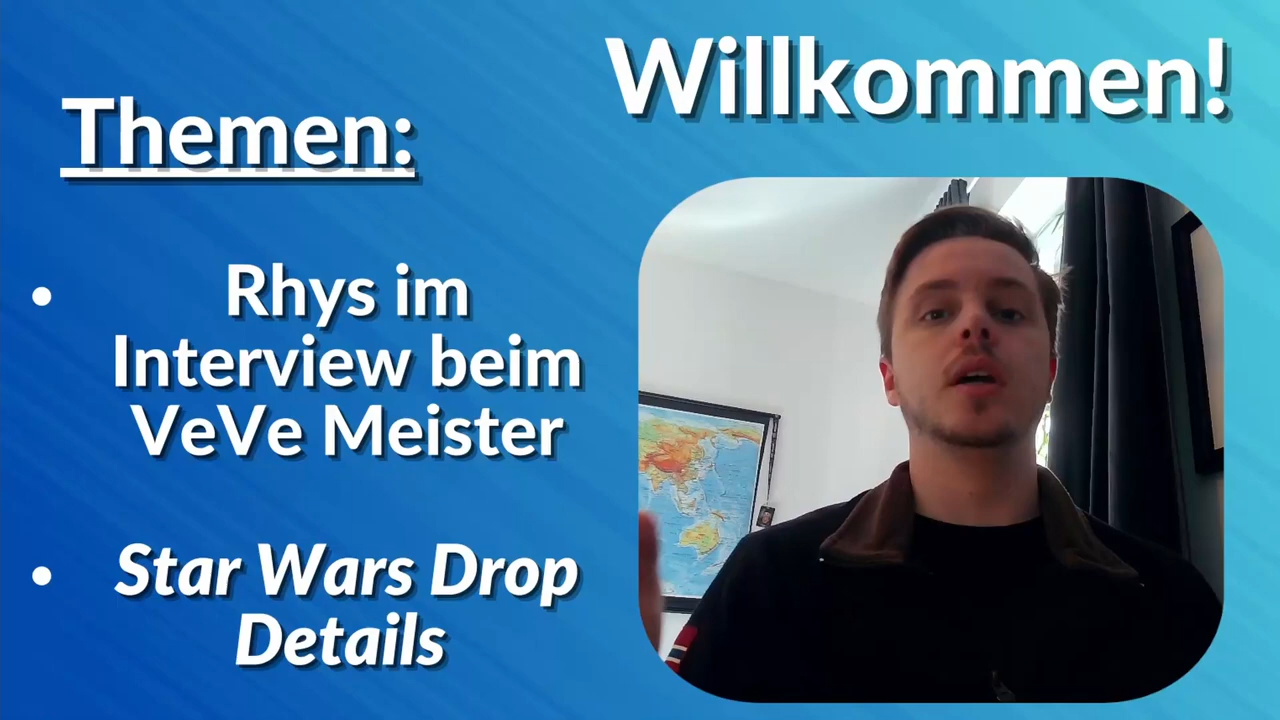 Willkommen!
Themen:
• Rhys im
Interview beim
VeVe Meister
• Star Wars Drop
Details